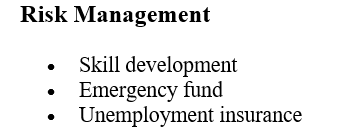 Risk Management
• Skill development
• Emergency fund
• Unemployment insurance